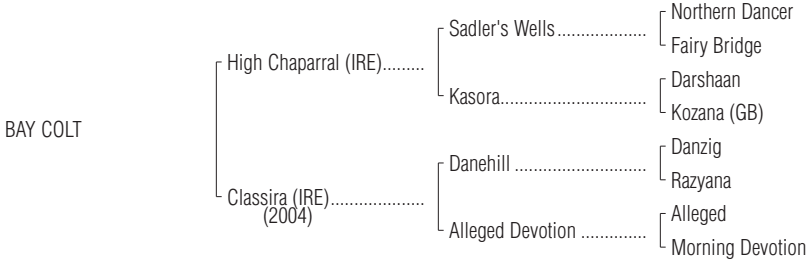 Northern Dancer
Sadler's Wells...................
Fairy Bridge
High Chaparral (IRE).........
Darshaan
Kasora...............................
Kozana (GB)
BAY COLT
Danzig
Danehill ............................
Razyana
Classira (IRE)....................
(2004)
Alleged
Alleged Devotion ..............
Morning Devotion